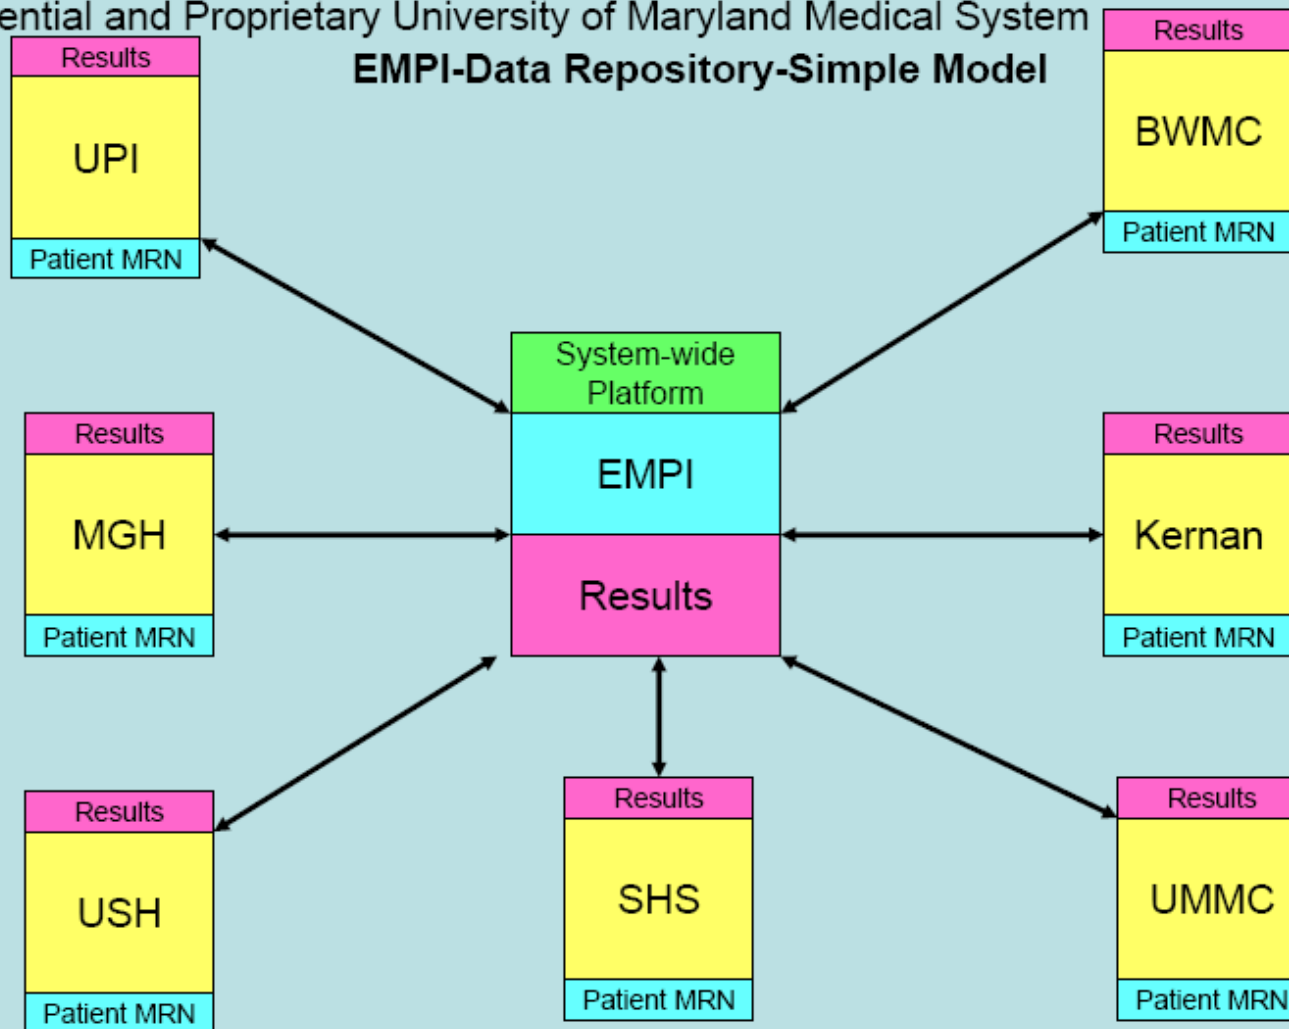 ential and Proprietary University of Maryland Medical System
EMPI-Data Repository-Simple Model
Results
UPI
Patient MRN
Results
BWMC
Patient MRN
System-wide
Platform
EMPI
Results
Results
MGH
Patient MRN
Results
Kernan
Patient MRN
Results
USH
Patient MRN
Results
SHS
Patient MRN
Results
UMMC
Patient MRN